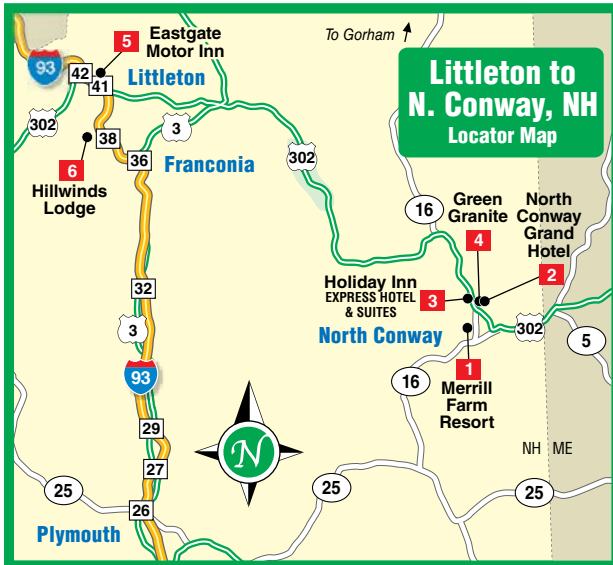 To Gorham
Littleton to
N. Conway, NH
Locator Map
5
Eastgate
Motor Inn
93
42
41
Littleton
302
3
38
36
Franconia
302
6
Hillwinds
Lodge
16
Green
Granite
4
North
Conway
Grand
Hotel
2
32
Holiday Inn
EXPRESS HOTEL
& SUITES
3
North Conway
302
3
5
93
1
Merrill
Farm
Resort
16
29
N
NH ME
27
25
25
25
26
Plymouth